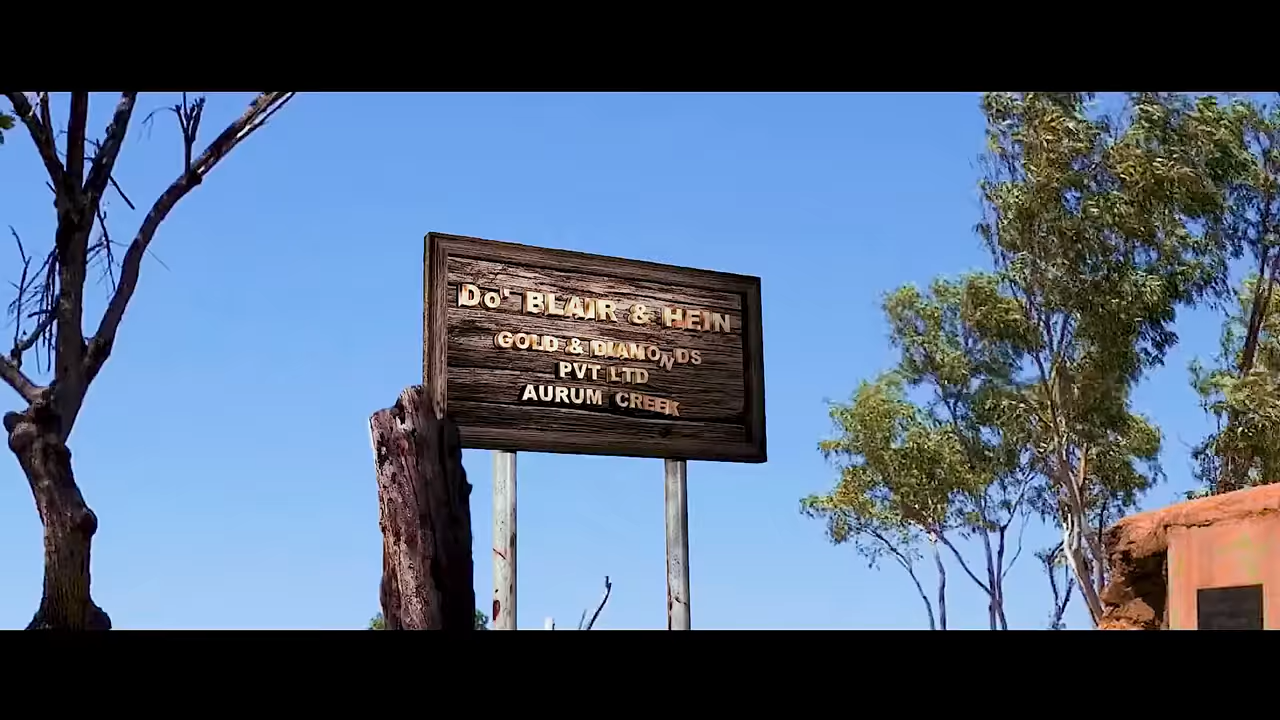 Do' BLAIR & HEIN
GOLD & DIAMONDS
PVT LTD
AURUM CREEK